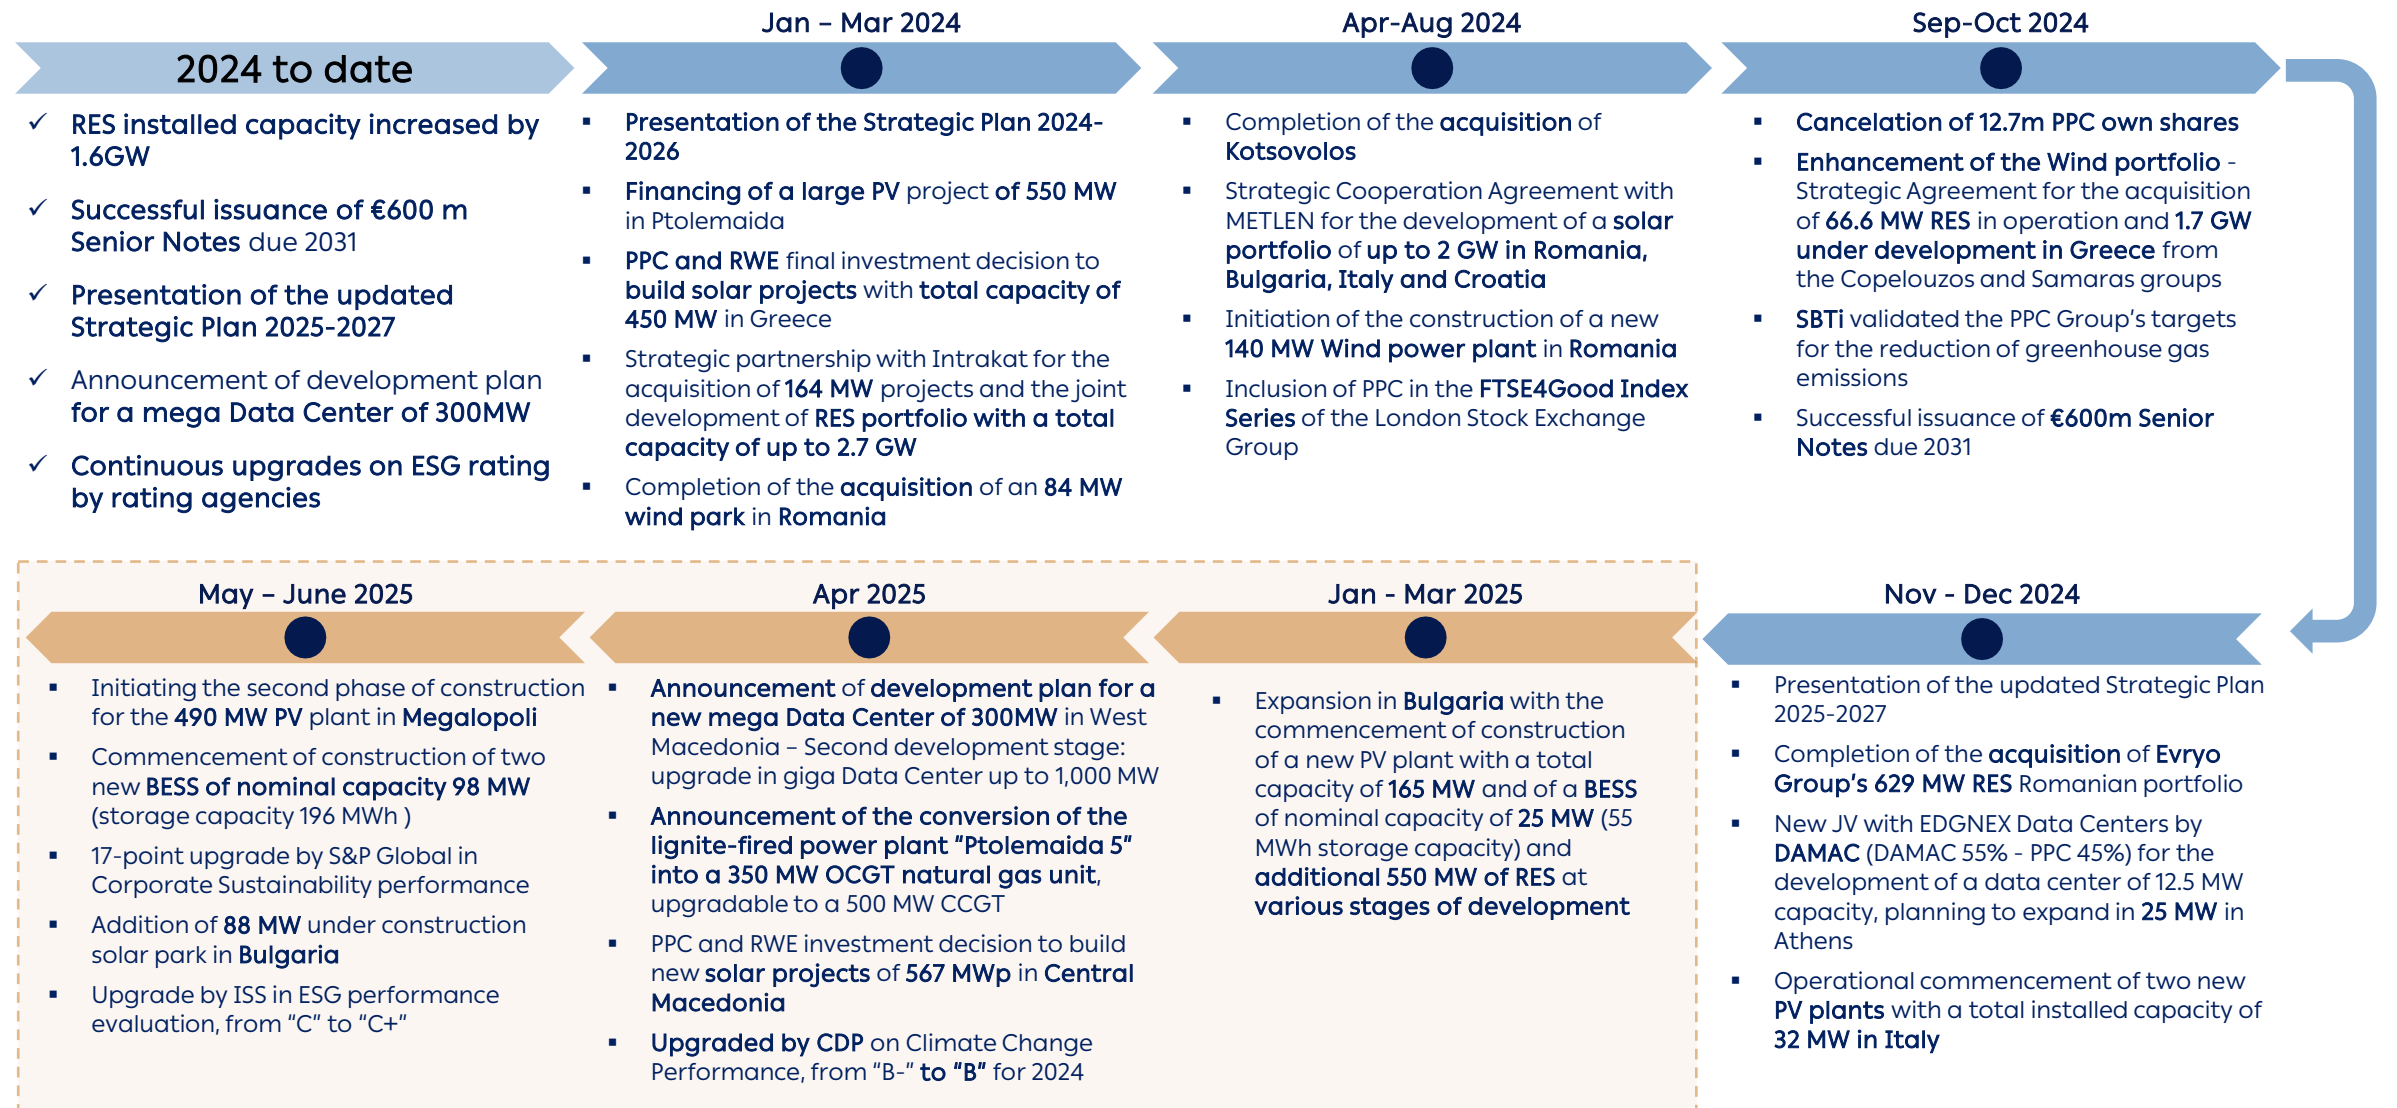 2024 to date
✓ RES installed capacity increased by
1.6GW
✓ Successful issuance of €600 m
Senior Notes due 2031
✓ Presentation of the updated
Strategic Plan 2025-2027
✓ Announcement of development plan
for a mega Data Center of 300MW
✓ Continuous upgrades on ESG rating
by rating agencies
Jan – Mar 2024
▪ Presentation of the Strategic Plan 2024-
2026
▪ Financing of a large PV project of 550 MW
in Ptolemaida
▪ PPC and RWE final investment decision to
build solar projects with total capacity of
450 MW in Greece
▪ Strategic partnership with Intrakat for the
acquisition of 164 MW projects and the joint
development of RES portfolio with a total
capacity of up to 2.7 GW
▪ Completion of the acquisition of an 84 MW
wind park in Romania
Apr-Aug 2024
▪ Completion of the acquisition of
Kotsovolos
▪ Strategic Cooperation Agreement with
METLEN for the development of a solar
portfolio of up to 2 GW in Romania,
Bulgaria, Italy and Croatia
▪ Initiation of the construction of a new
140 MW Wind power plant in Romania
▪ Inclusion of PPC in the FTSE4Good Index
Series of the London Stock Exchange
Group
Sep-Oct 2024
▪ Cancelation of 12.7m PPC own shares
▪ Enhancement of the Wind portfolio -
Strategic Agreement for the acquisition
of 66.6 MW RES in operation and 1.7 GW
under development in Greece from
the Copelouzos and Samaras groups
▪ SBTi validated the PPC Group's targets
for the reduction of greenhouse gas
emissions
▪ Successful issuance of €600m Senior
Notes due 2031
Nov - Dec 2024
▪ Presentation of the updated Strategic Plan
2025-2027
▪ Completion of the acquisition of Evryo
Group's 629 MW RES Romanian portfolio
▪ New JV with EDGNEX Data Centers by
DAMAC (DAMAC 55% - PPC 45%) for the
development of a data center of 12.5 MW
capacity, planning to expand in 25 MW in
Athens
▪ Operational commencement of two new
PV plants with a total installed capacity of
32 MW in Italy
Jan - Mar 2025
▪ Expansion in Bulgaria with the
commencement of construction
of a new PV plant with a total
capacity of 165 MW and of a BESS
of nominal capacity of 25 MW (55
MWh storage capacity) and
additional 550 MW of RES at
various stages of development
Apr 2025
▪ Announcement of development plan for a
new mega Data Center of 300MW in West
Macedonia – Second development stage:
upgrade in giga Data Center up to 1,000 MW
▪ Announcement of the conversion of the
lignite-fired power plant "Ptolemaida 5"
into a 350 MW OCGT natural gas unit,
upgradable to a 500 MW CCGT
▪ PPC and RWE investment decision to build
new solar projects of 567 MWp in Central
Macedonia
▪ Upgraded by CDP on Climate Change
Performance, from "B-" to "B" for 2024
May – June 2025
▪ Initiating the second phase of construction
for the 490 MW PV plant in Megalopoli
▪ Commencement of construction of two
new BESS of nominal capacity 98 MW
(storage capacity 196 MWh )
▪ 17-point upgrade by S&P Global in
Corporate Sustainability performance
▪ Addition of 88 MW under construction
solar park in Bulgaria
▪ Upgrade by ISS in ESG performance
evaluation, from "C" to "C+"